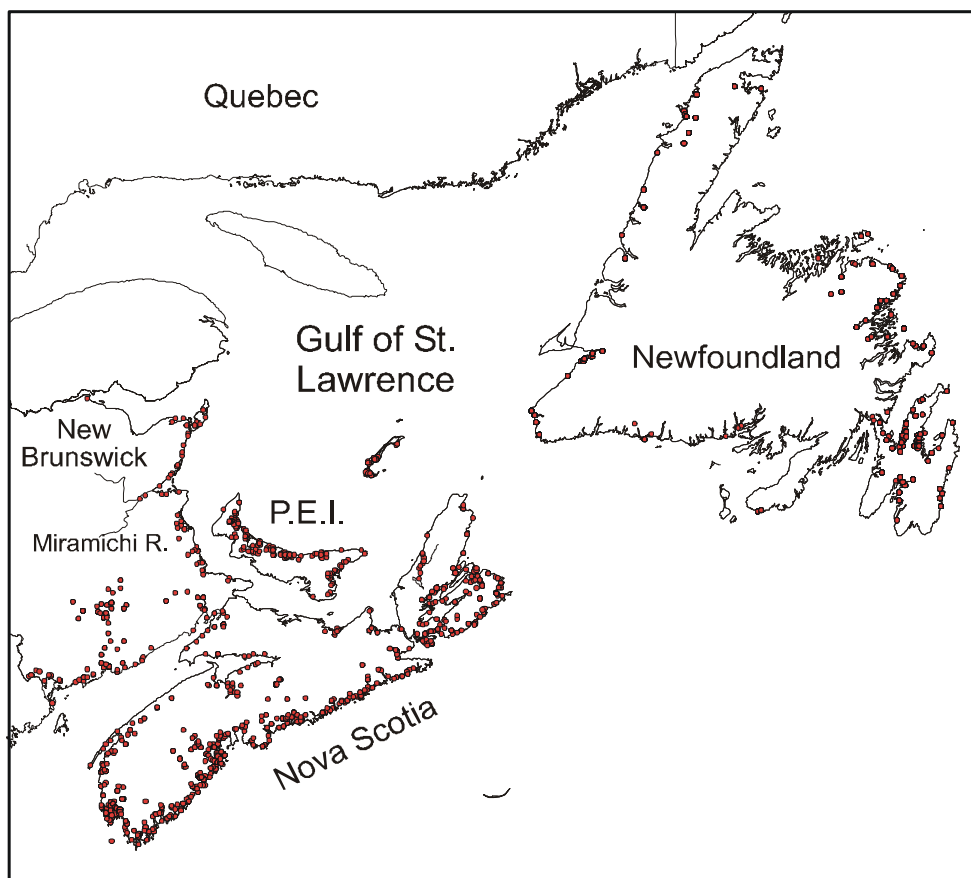 Quebec
Gulf of St.
Lawrence
Newfoundland
New
Brunswick
P.E.I.
Miramichi R.
Nova Scotia